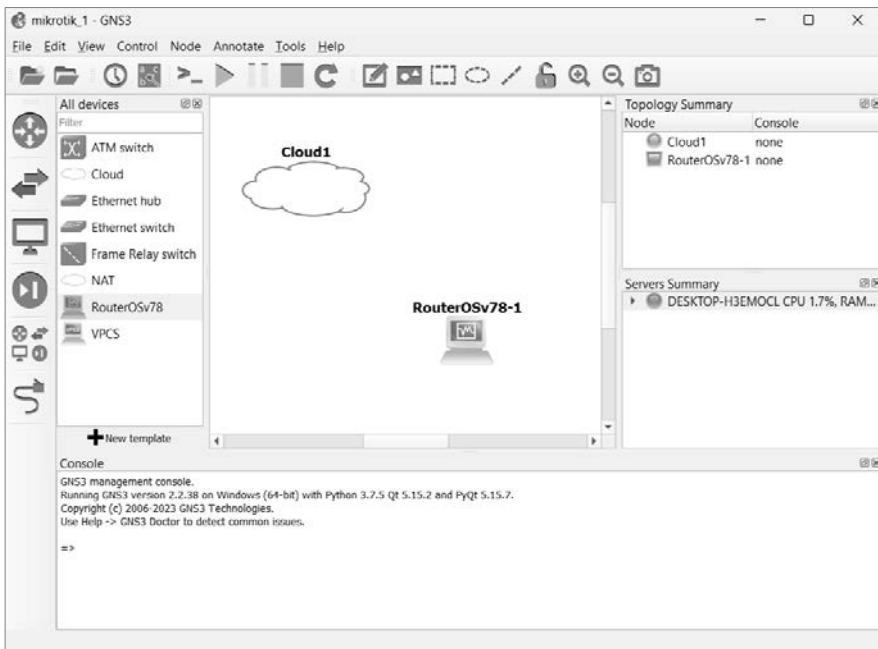 mikrotik_1 - GNS3
File Edit View Control Node Annotate Tools Help
All devices
Filter
ATM switch
Cloud
Ethernet hub
Ethernet switch
Frame Relay switch
NAT
RouterOSv78
VPCS
New template
Cloud1
RouterOSv78-1
Topology Summary
Node Console
Cloud1 none
RouterOSv78-1 none
Servers Summary
DESKTOP-H3EMOCL CPU 1.7%, RAM...
Console
GNS3 management console.
Running GNS3 version 2.2.38 on Windows (64-bit) with Python 3.7.5 Qt 5.15.2 and PyQt 5.15.7.
Copyright (c) 2006-2023 GNS3 Technologies.
Use Help -> GNS3 Doctor to detect common issues.
=>